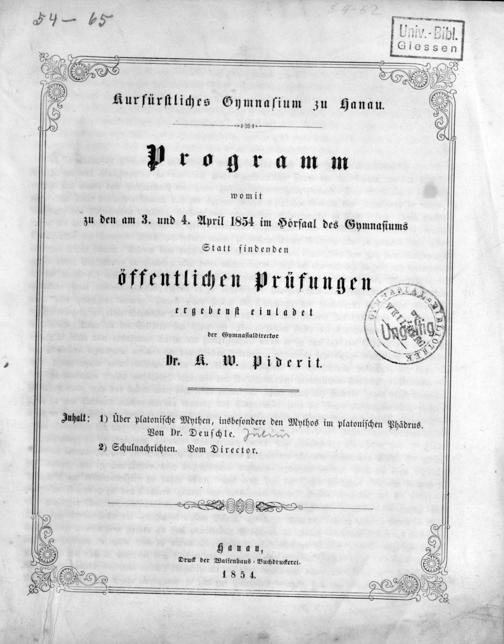 54-65
54-52
Univ.-Bibl.
Giessen
Kurfürstliches Gymnasium zu Hanau.
Programm
womit
zu den am 3. und 4. April 1854 im Hörsaal des Gymnasiums
Statt findenden
öffentlichen Prüfungen
ergebenst einladet
der Gymnasialdirector
Dr. K. W. Piderit.
GYMNASIAL-BIBLIOTHEK
Ungültig
Inhalt: 1) Über platonische Mythen, insbesondere den Mythos im platonischen Phädrus.
Von Dr. Deuschle. Julius
2) Schulnachrichten. Vom Director.
Hanau,
Druck der Waisenhaus-Buchdruckerei.
1854.